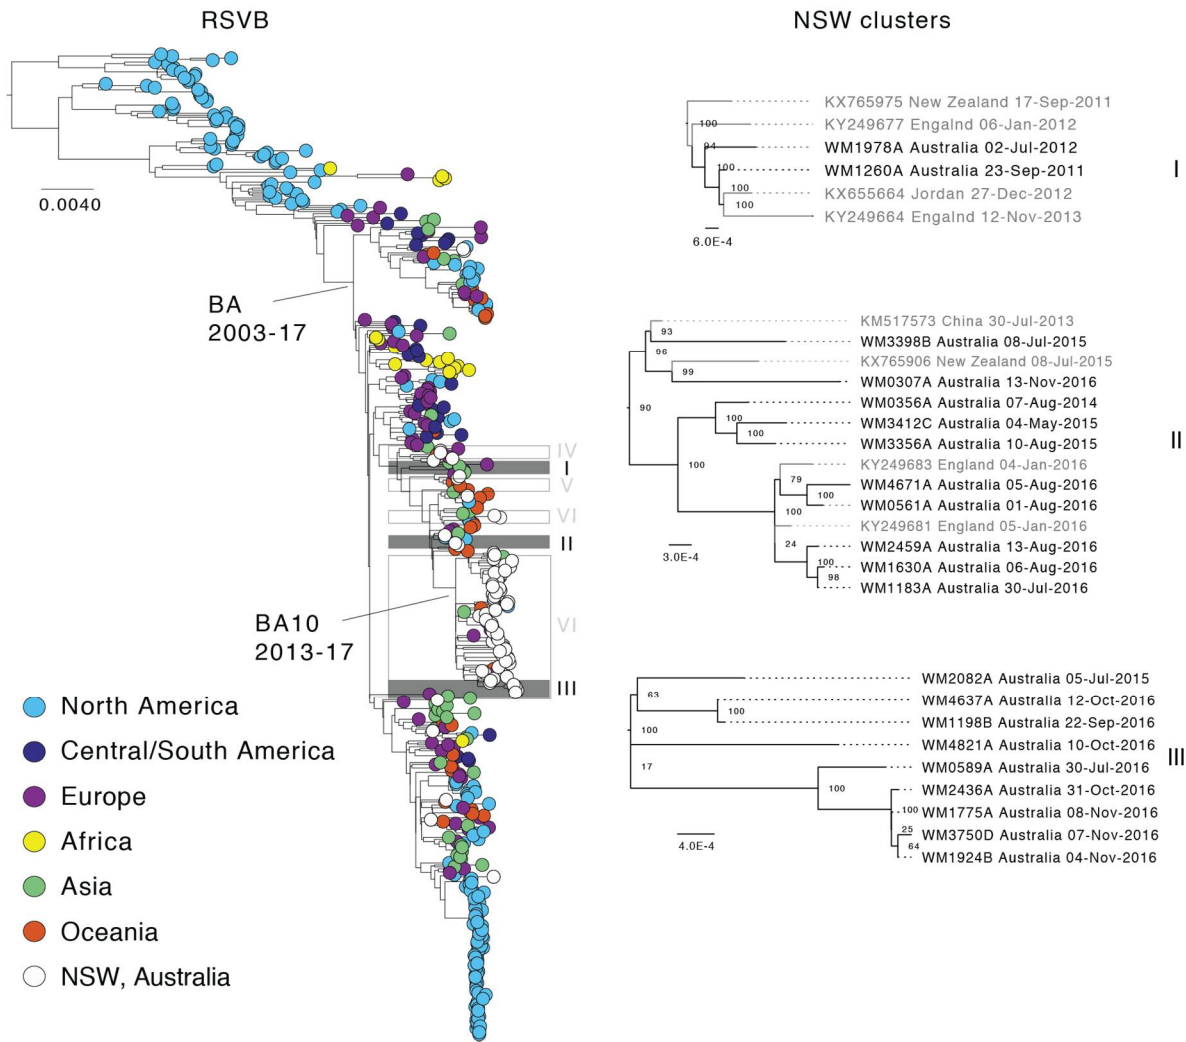 RSVB
0.0040
BA
2003-17
IV
I
V
VI
II
BA10
2013-17
VI
III
North America
Central/South America
Europe
Africa
Asia
Oceania
NSW, Australia
NSW clusters
KX765975 New Zealand 17-Sep-2011
100
KY249677 Engalnd 06-Jan-2012
94
WM1978A Australia 02-Jul-2012
100
WM1260A Australia 23-Sep-2011
I
100
KX655664 Jordan 27-Dec-2012
100
KY249664 Engalnd 12-Nov-2013
6.0E-4
KM517573 China 30-Jul-2013
93
WM3398B Australia 08-Jul-2015
96
KX765906 New Zealand 08-Jul-2015
99
WM0307A Australia 13-Nov-2016
90
WM0356A Australia 07-Aug-2014
100
WM3412C Australia 04-May-2015
100
WM3356A Australia 10-Aug-2015
II
100
KY249683 England 04-Jan-2016
79
WM4671A Australia 05-Aug-2016
100
WM0561A Australia 01-Aug-2016
100
KY249681 England 05-Jan-2016
24
WM2459A Australia 13-Aug-2016
3.0E-4
100
WM1630A Australia 06-Aug-2016
98
WM1183A Australia 30-Jul-2016
WM2082A Australia 05-Jul-2015
63
WM4637A Australia 12-Oct-2016
100
WM1198B Australia 22-Sep-2016
100
WM4821A Australia 10-Oct-2016
III
17
WM0589A Australia 30-Jul-2016
100
WM2436A Australia 31-Oct-2016
100
WM1775A Australia 08-Nov-2016
25
WM3750D Australia 07-Nov-2016
64
4.0E-4
WM1924B Australia 04-Nov-2016